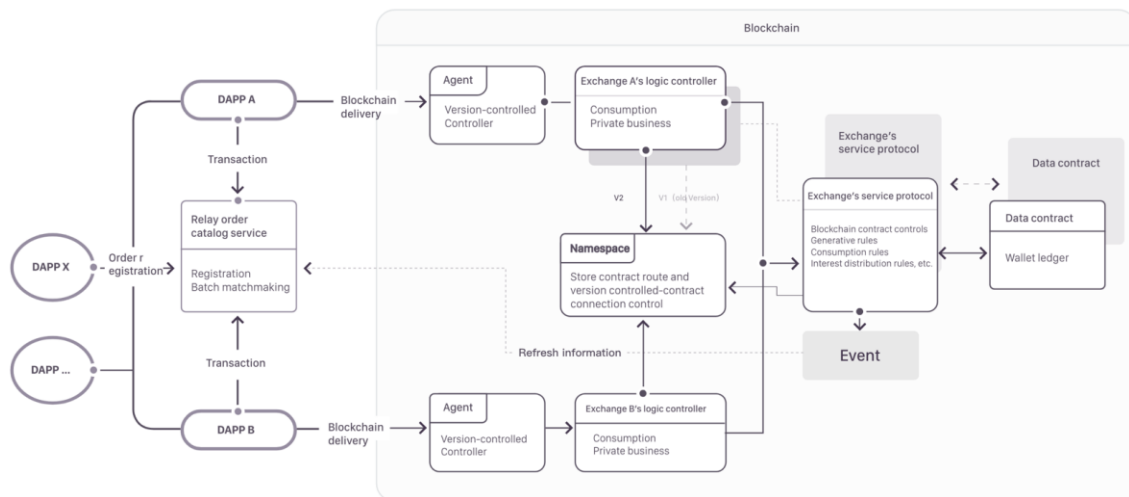 Blockchain
DAPP A
Blockchain
delivery
Agent
Version-controlled
Controller
Exchange A's logic controller
Consumption
Private business
Exchange's
service protocol
Data contract
Transaction
V2
V1 (old Version)
Relay order
catalog service
Registration
Batch matchmaking
DAPP X
Order r
egistration
Namespace
Store contract route and
version controlled-contract
connection control
Exchange's service protocol
Blockchain contract controls
Generative rules
Consumption rules
Interest distribution rules, etc.
Data contract
Wallet ledger
DAPP ...
Transaction
Refresh information
Event
DAPP B
Blockchain
delivery
Agent
Version-controlled
Controller
Exchange B's logic controller
Consumption
Private business